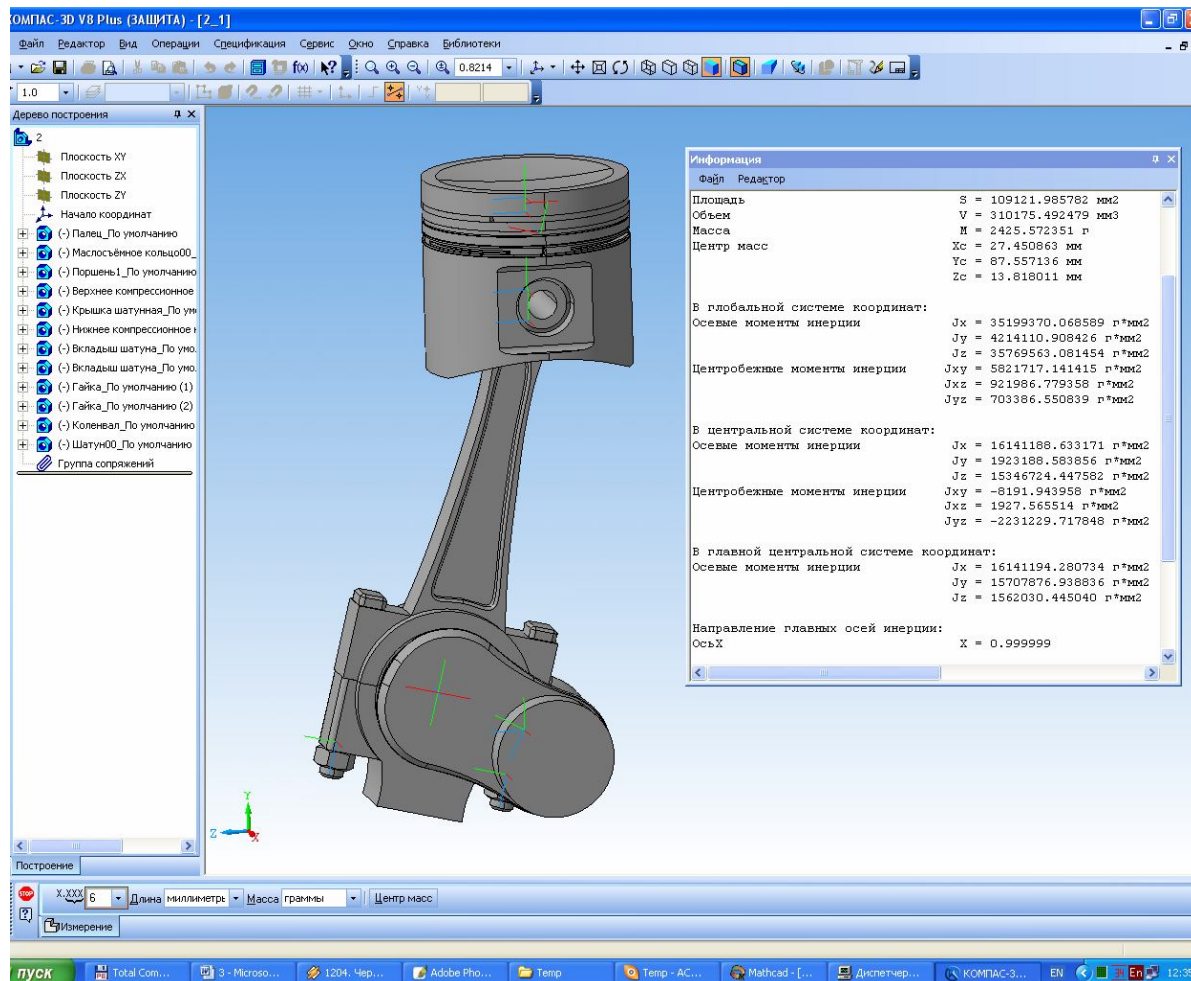 КОМПАС-3D V8 Plus (ЗАЩИТА) - [2_1]
Файл Редактор Вид Операции Спецификация Сервис Окно Справка Библиотеки
0.8214
1.0
Дерево построения
2
Плоскость XY
Плоскость ZX
Плоскость ZY
Начало координат
(-) Палец_По умолчанию
(-) Маслосъёмное кольцо00_
(-) Поршень1_По умолчанию
(-) Верхнее компрессионное
(-) Крышка шатунная_По ум
(-) Нижнее компрессионное
(-) Вкладыш шатуна_По умо
(-) Вкладыш шатуна_По умо
(-) Гайка_По умолчанию (1)
(-) Гайка_По умолчанию (2)
(-) Коленвал_По умолчанию
(-) Шатун00_По умолчанию
Группа сопряжений
Построение
Информация
Файл Редактор
Площадь S = 109121.985782 мм2
Объем V = 310175.492479 мм3
Масса M = 2425.572351 г
Центр масс Xc = 27.450863 мм
Yc = 87.557136 мм
Zc = 13.818011 мм
В глобальной системе координат:
Осевые моменты инерции Jx = 35199370.068589 г*мм2
Jy = 4214110.908426 г*мм2
Jz = 35769563.081454 г*мм2
Центробежные моменты инерции Jxy = 5821717.141415 г*мм2
Jxz = 921986.779358 г*мм2
Jyz = 703386.550839 г*мм2
В центральной системе координат:
Осевые моменты инерции Jx = 16141188.633171 г*мм2
Jy = 1923188.583856 г*мм2
Jz = 15346724.447582 г*мм2
Центробежные моменты инерции Jxy = -8191.943958 г*мм2
Jxz = 1927.565514 г*мм2
Jyz = -2231229.717848 г*мм2
В главной центральной системе координат:
Осевые моменты инерции Jx = 16141194.280734 г*мм2
Jy = 15707876.938836 г*мм2
Jz = 1562030.445040 г*мм2
Направление главных осей инерции:
ОсьX X = 0.999999
Y
Z
X
STOP
X.XXX 6 Длина миллиметры Масса граммы Центр масс
Измерение
пуск Total Com... 3 - Microso... 1204. Чер... Adobe Pho... Temp Temp - AC... Mathcad - [... Диспетчер... КОМПАС-3... EN En 12:35